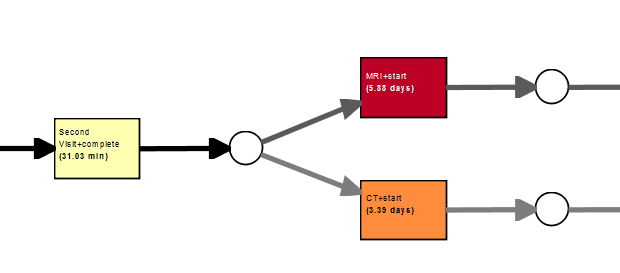 Second
Visit+complete
(31.03 min)
MRI+start
(5.88 days)
CT+start
(3.39 days)